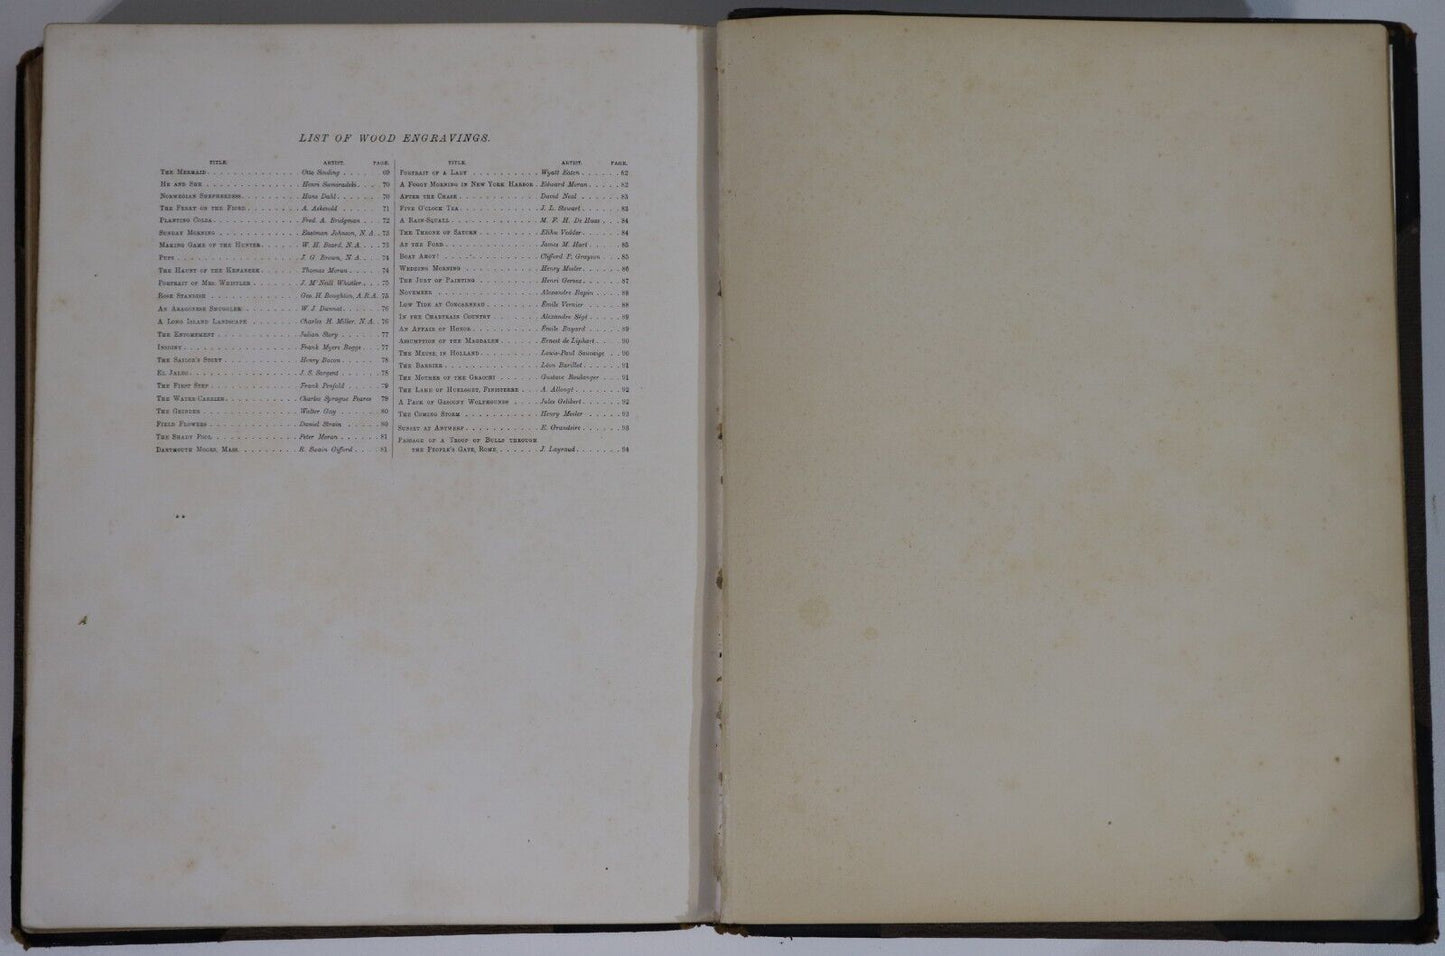 LIST OF WOOD ENGRAVINGS.
TITLE. ARTIST. PAGE.
The Mermaid Otto Sinding 69
He and She Henri Siemiradski 70
Norwegian Shepherdess Hans Dahl 70
The Ferry on the Fiord A. Askevold 71
Planting Colza Fred. A. Bridgman 72
Sunday Morning Eastman Johnson, N.A. 73
Making Game of the Hunter W. H. Beard, N.A. 73
Pups J. G. Brown, N.A. 74
The Haunt of the Kenabeek Thomas Moran 74
Portrait of Mrs. Whistler J. M'Neill Whistler 75
Rose Standish Geo. H. Boughton, A.R.A. 75
An Aragonese Smuggler W. J. Dannat 76
A Long Island Landscape Charles H. Miller, N.A. 76
The Entombment Julian Story 77
Frank Myers Boggs 77
The Sailor's Story Henry Bacon 78
El Jaleo J. S. Sargent 78
The First Step Frank Penfold 79
The Water-Carrier Charles Sprague Pearce 79
The Grinder Walter Gay 80
Field Flowers Daniel Strain 80
The Shady Pool Peter Moran 81
Dartmouth Moors, Mass. R. Swain Gifford 81
TITLE. ARTIST. PAGE.
Portrait of a Lady Wyatt Eaton 82
A Foggy Morning in New York Harbor Edward Moran 82
After the Chase David Neal 83
Five O'clock Tea J. L. Stewart 83
A Rain-Squall M. F. H. De Haas 84
The Throne of Saturn Elihu Vedder 84
At the Ford James M. Hart 85
Boat Ahoy! Clifford P. Grayson 85
Wedding Morning Henry Mosler 86
The Jury of Painting Henri Gervex 87
November Alexandre Rapin 88
Low Tide at Concarneau Émile Vernier 88
In the Chartrain Country Alexandre Ségé 89
An Affair of Honor Émile Bayard 89
Assumption of the Magdalen Ernest de Liphart 90
The Meuse, in Holland Louis-Paul Sauvaige 90
The Barrier Léon Barillot 91
The Mother of the Gracchi Gustave Boulanger 91
The Land of Huelgoet, Finisterre A. Allongé 92
A Pack of Gascony Wolfhounds Jules Gélibert 92
The Coming Storm Henry Mosler 93
Sunset at Antwerp E. Grandsire 93
Passage of a Troop of Bulls through
the People's Gate, Rome J. Layraud 94
A